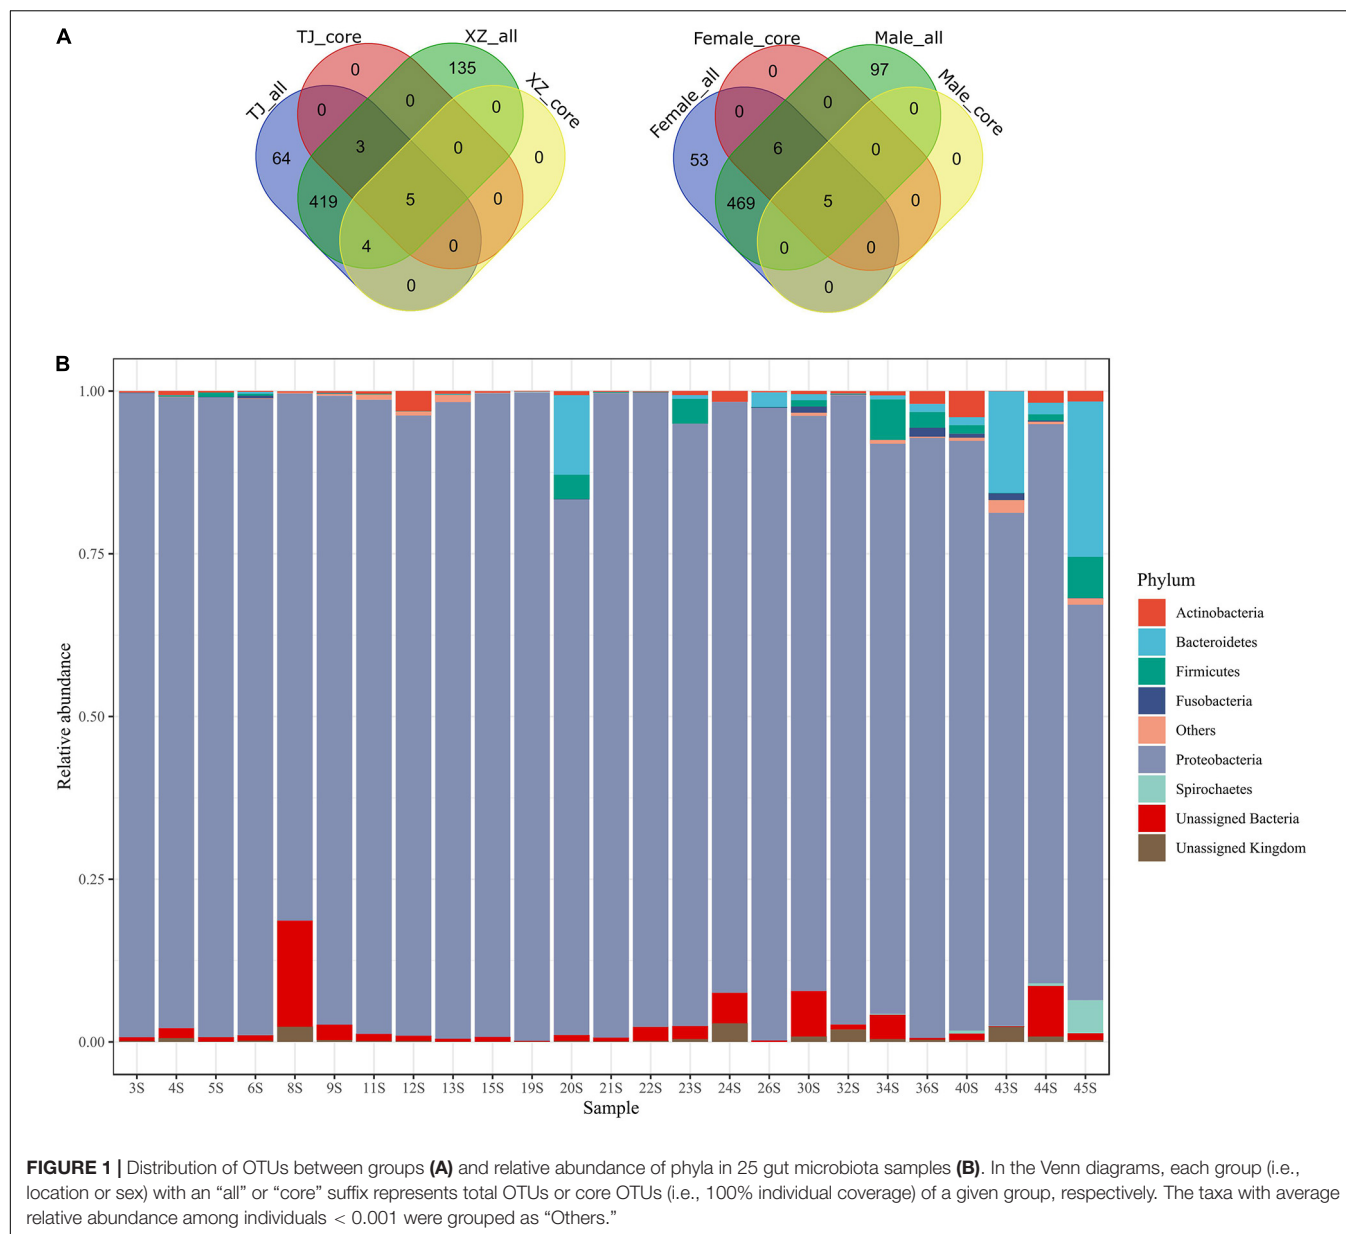 A
TJ_core
XZ_all
TJ_all
XZ_core
0
135
0
0
0
64
3
0
0
419
5
0
4
0
0
Female_core
Male_all
Female_all
Male_core
0
97
0
0
0
53
6
0
0
469
5
0
0
0
0
B
1.00
0.75
0.50
0.25
0.00
Relative abundance
3S 4S 5S 6S 8S 9S 11S 12S 13S 15S 19S 20S 21S 22S 23S 24S 26S 30S 32S 34S 36S 40S 43S 44S 45S
Sample
Phylum
Actinobacteria
Bacteroidetes
Firmicutes
Fusobacteria
Others
Proteobacteria
Spirochaetes
Unassigned Bacteria
Unassigned Kingdom
FIGURE 1 | Distribution of OTUs between groups (A) and relative abundance of phyla in 25 gut microbiota samples (B). In the Venn diagrams, each group (i.e.,
location or sex) with an “all” or “core” suffix represents total OTUs or core OTUs (i.e., 100% individual coverage) of a given group, respectively. The taxa with average
relative abundance among individuals < 0.001 were grouped as “Others.”